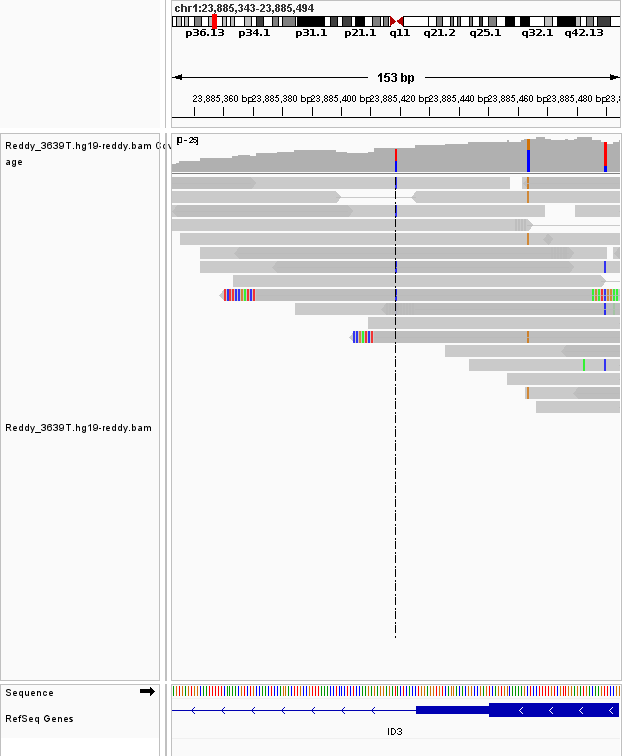 chr1:23,885,343-23,885,494
p36.13 p34.1 p31.1 p21.1 q11 q21.2 q25.1 q32.1 q42.13
153 bp
23,885,360 bp 23,885,380 bp 23,885,400 bp 23,885,420 bp 23,885,440 bp 23,885,460 bp 23,885,480 bp 23,8
Reddy_3639T.hg19-reddy.bam Cov
age
[0 - 26]
Reddy_3639T.hg19-reddy.bam
Sequence
RefSeq Genes
ID3